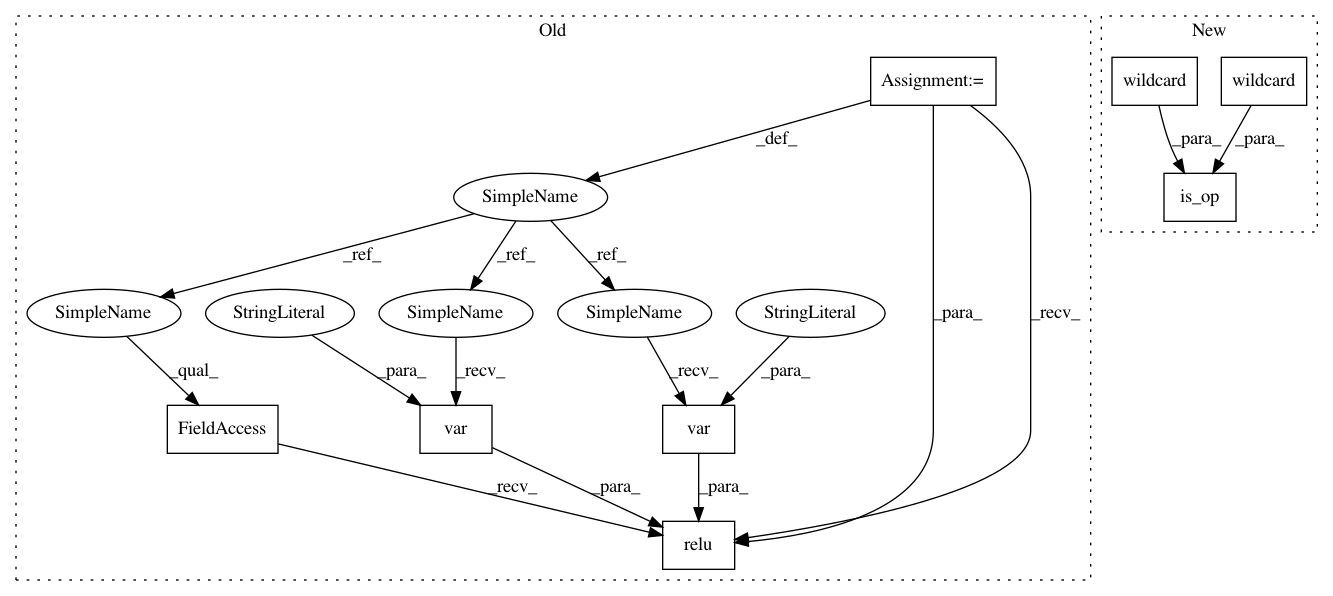 Old
New
Assignment:=
wildcard
wildcard
_def_
_para_
_para_
SimpleName
is_op
_ref_
_ref_
_ref_
SimpleName
StringLiteral
SimpleName
SimpleName
StringLiteral
_para_
_recv_
_qual_
_para_
_recv_
_recv_
_para_
FieldAccess
var
var
_recv_
_para_
_para_
relu